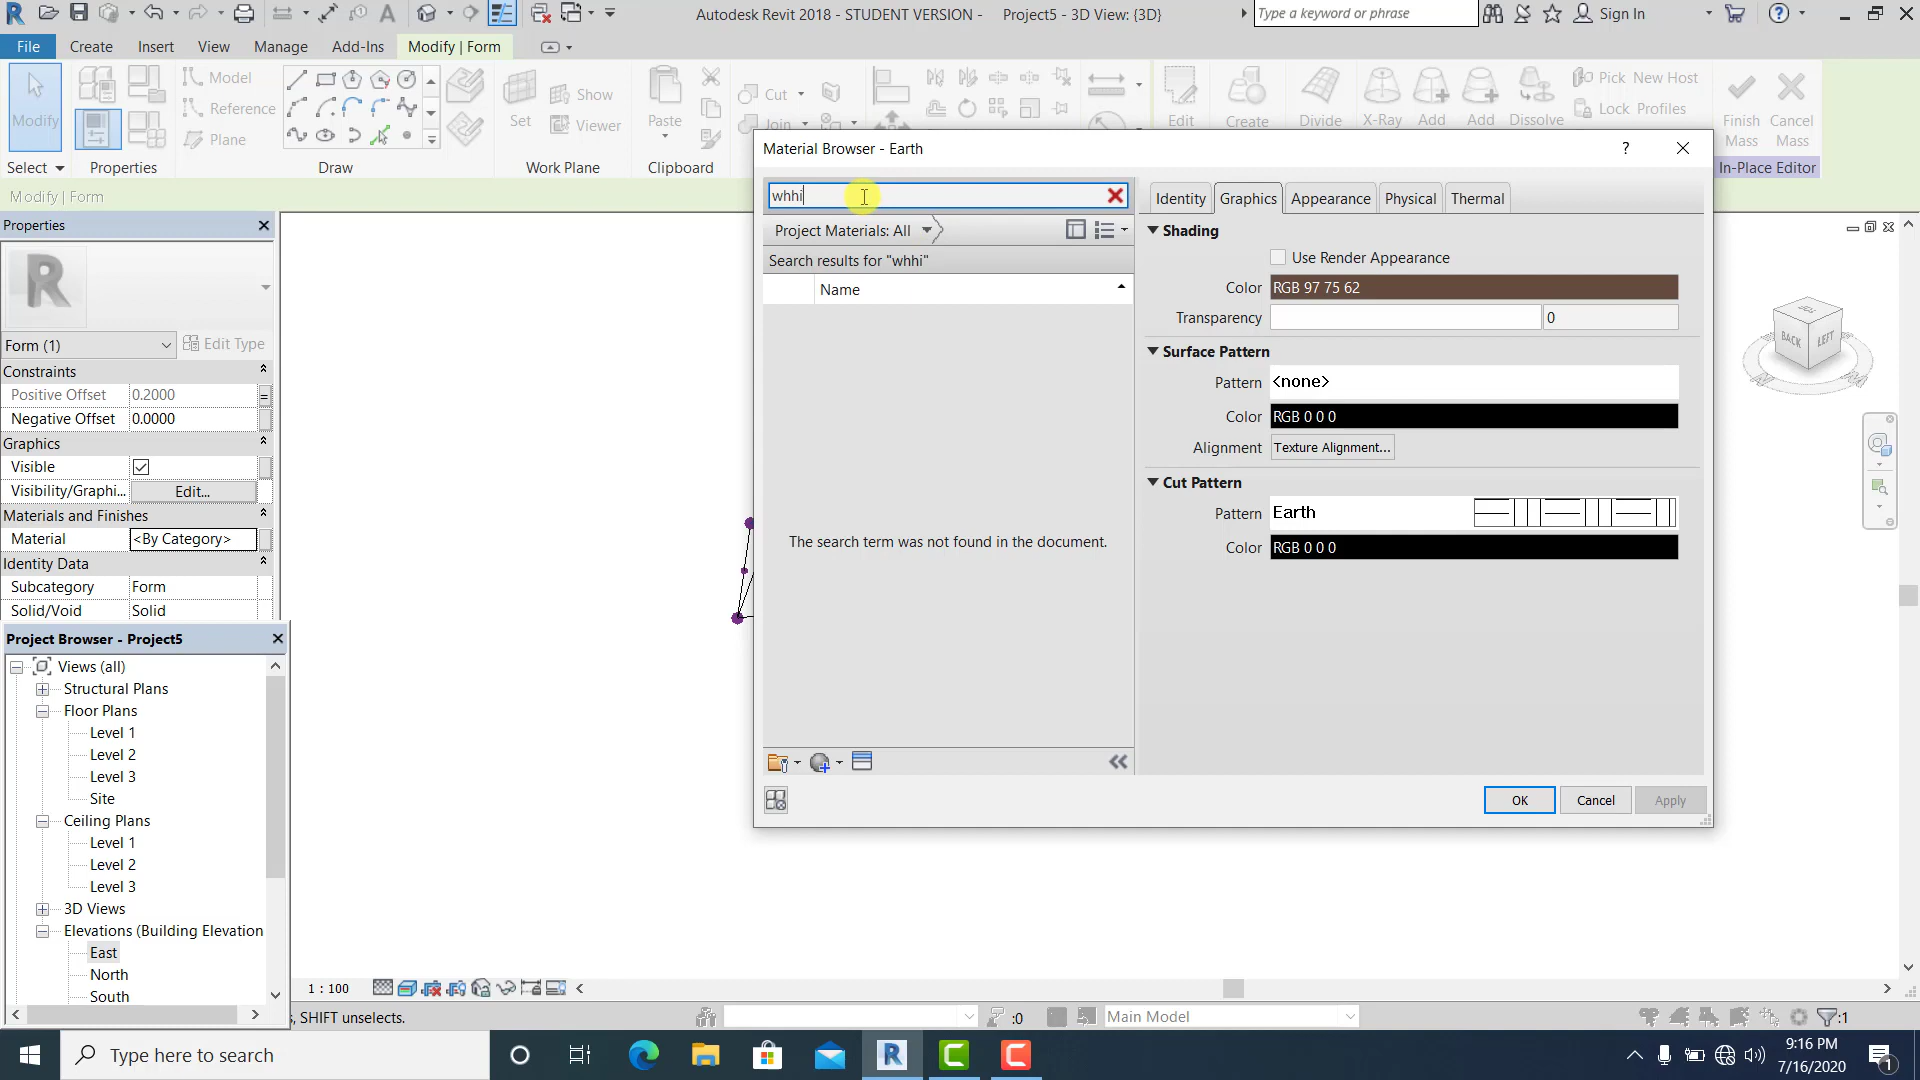 Autodesk Revit 2018 - STUDENT VERSION - Project5 - 3D View: {3D}
Type a keyword or phrase
Sign In
File Create Insert View Manage Add-Ins Modify | Form
Modify
Model
Reference
Plane
Set
Show
Viewer
Paste
Cut
Join
Edit Create Divide X-Ray Add Add Dissolve
Pick New Host
Lock Profiles
Finish Mass
Cancel Mass
Select Properties Draw Work Plane Clipboard In-Place Editor
Modify | Form
Properties
R
Form (1)
Edit Type
Constraints
Positive Offset 0.2000
Negative Offset 0.0000
Graphics
Visible
Visibility/Graphi... Edit...
Materials and Finishes
Material <By Category>
Identity Data
Subcategory Form
Solid/Void Solid
Project Browser - Project5
Views (all)
Structural Plans
Floor Plans
Level 1
Level 2
Level 3
Site
Ceiling Plans
Level 1
Level 2
Level 3
3D Views
Elevations (Building Elevation
East
North
South
Material Browser - Earth
?
whhi
Project Materials: All
Search results for "whhi"
Name
The search term was not found in the document.
Identity Graphics Appearance Physical Thermal
Shading
Use Render Appearance
Color RGB 97 75 62
Transparency 0
Surface Pattern
Pattern <none>
Color RGB 0 0 0
Alignment Texture Alignment...
Cut Pattern
Pattern Earth
Color RGB 0 0 0
OK Cancel Apply
BACK LEFT
1 : 100
s, SHIFT unselects.
:0
Main Model
:1
Type here to search
9:16 PM
7/16/2020
1